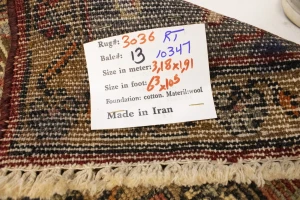 Rug#: 3036 RT
Bale#: 13 10347
Size in meter: 3,18x1,91
Size in foot: 6'3x10'5
Foundation: cotton. Material:wool
Made in Iran